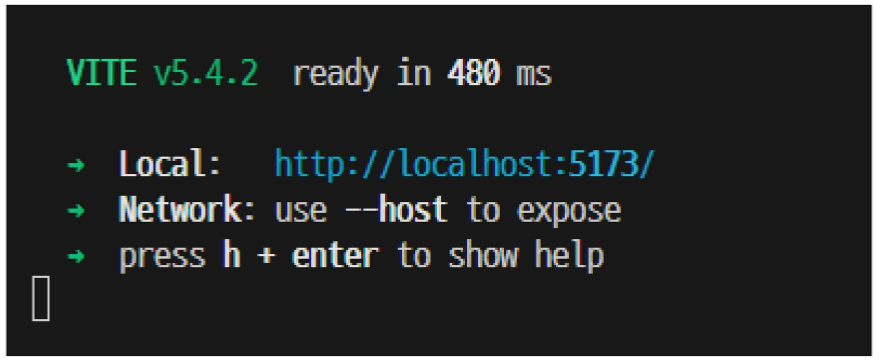 VITE v5.4.2 ready in 480 ms
➜ Local: http://localhost:5173/
➜ Network: use --host to expose
➜ press h + enter to show help